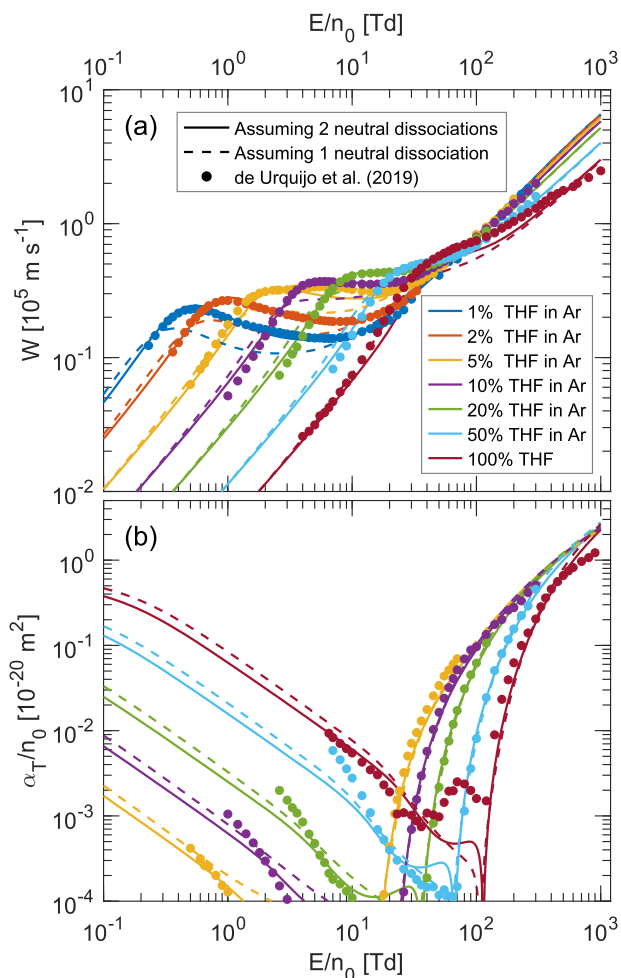 E/n₀ [Td]
10⁻¹ 10⁰ 10¹ 10² 10³
10¹
(a)
Assuming 2 neutral dissociations
Assuming 1 neutral dissociation
de Urquijo et al. (2019)
10⁰
W [10⁵ m s⁻¹]
10⁻¹
1% THF in Ar
2% THF in Ar
5% THF in Ar
10% THF in Ar
20% THF in Ar
50% THF in Ar
100% THF
10⁻²
(b)
10⁰
10⁻¹
α_T/n₀ [10⁻²⁰ m²]
10⁻²
10⁻³
10⁻⁴
10⁻¹ 10⁰ 10¹ 10² 10³
E/n₀ [Td]